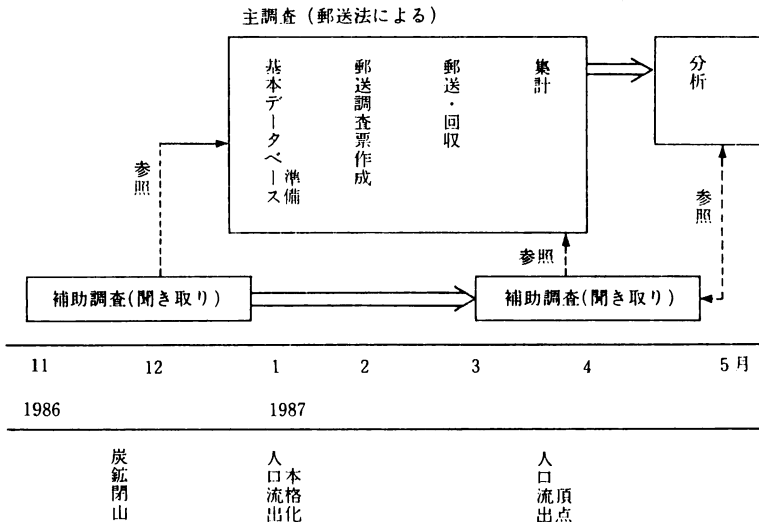 主調査（郵送法による）
基本データベース
準備
郵送調査票作成
郵送・回収
集計
分析
参照
参照
参照
補助調査(聞き取り)
補助調査(聞き取り)
11 12 1 2 3 4 5月
1986 1987
炭鉱閉山
人口流出
本格化
人口流出
頂点